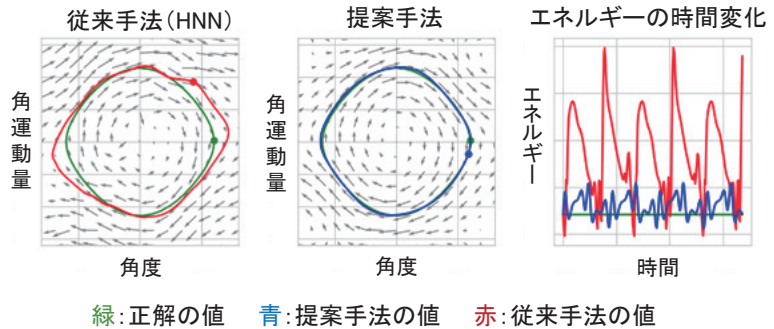 従来手法(HNN)
提案手法
エネルギーの時間変化
角運動量
角度
角運動量
角度
エネルギー
時間
緑:正解の値 青:提案手法の値 赤:従来手法の値